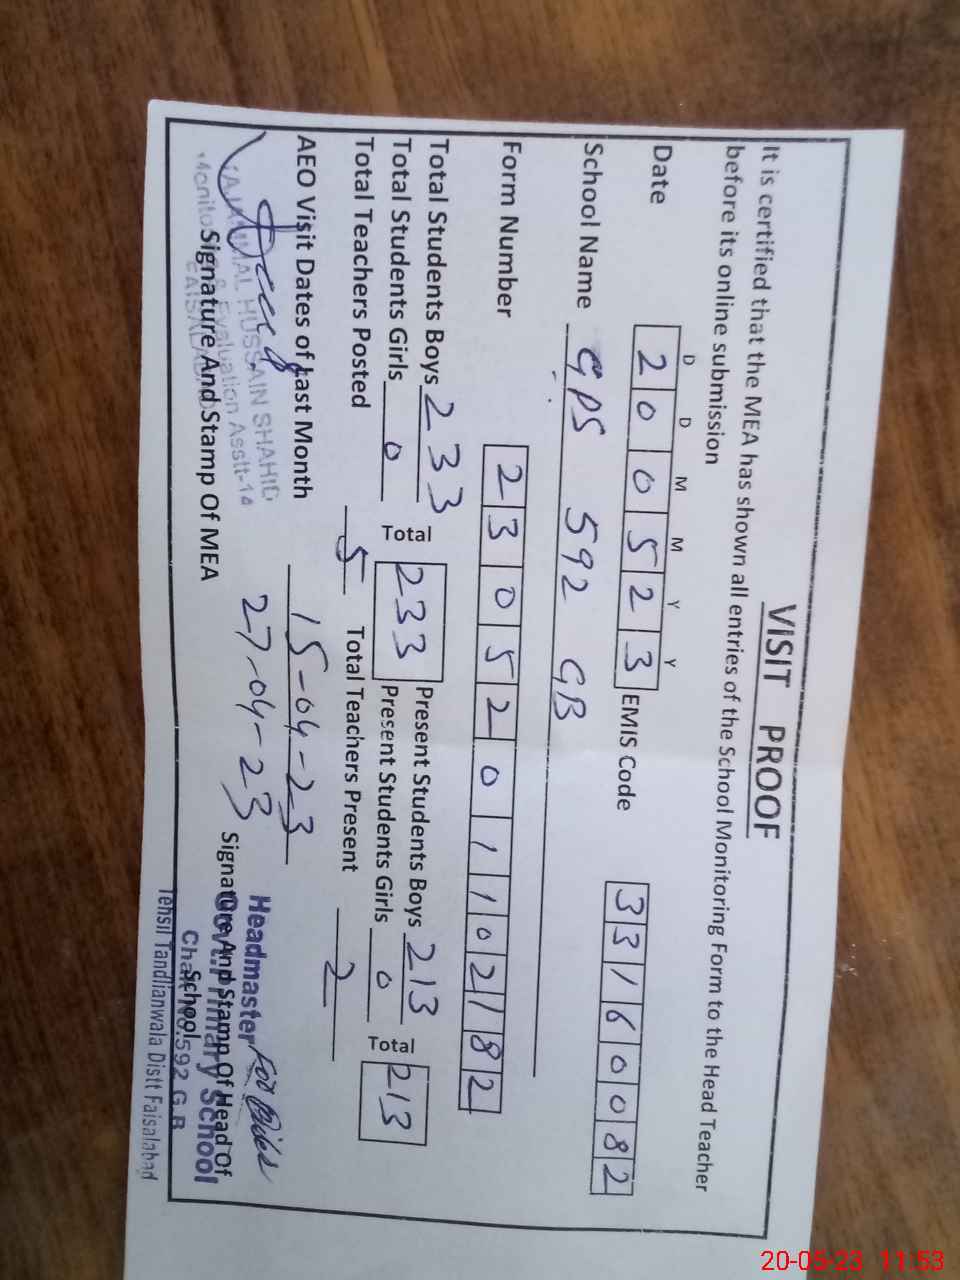 VISIT PROOF
It is certified that the MEA has shown all entries of the School Monitoring Form to the Head Teacher
before its online submission
D D M M Y Y
Date 2 0 0 5 2 3 EMIS Code 3 3 1 6 0 0 8 2
School Name GPS 592 GB
Form Number 2 3 0 5 2 0 1 1 0 2 1 8 2
Total Students Boys 233 Total 233 Present Students Boys 213 Total 213
Total Students Girls 0 Present Students Girls 0
Total Teachers Posted 5 Total Teachers Present 2
AEO Visit Dates of Last Month 15-04-23
27-04-23
HUSSAIN SHAHID
Evaluation Asstt-14
Signature And Stamp Of MEA
Headmaster
Signature And Stamp Of Head Of
School
Govt. Primary School
Chak No. 592 G.B
Tehsil Tandlianwala Distt Faisalabad
20-05-23 11:53